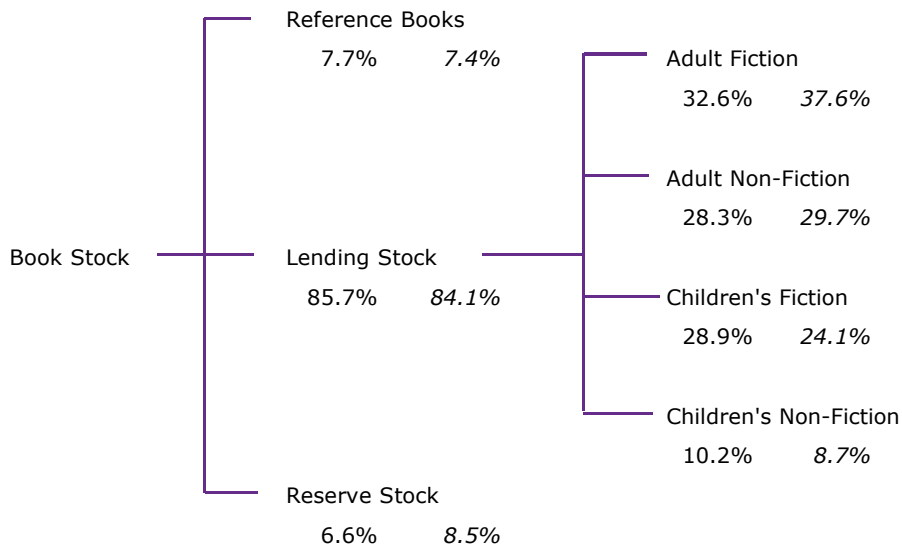 Reference Books
7.7% 7.4%
Adult Fiction
32.6% 37.6%
Adult Non-Fiction
28.3% 29.7%
Book Stock
Lending Stock
85.7% 84.1%
Children's Fiction
28.9% 24.1%
Children's Non-Fiction
10.2% 8.7%
Reserve Stock
6.6% 8.5%